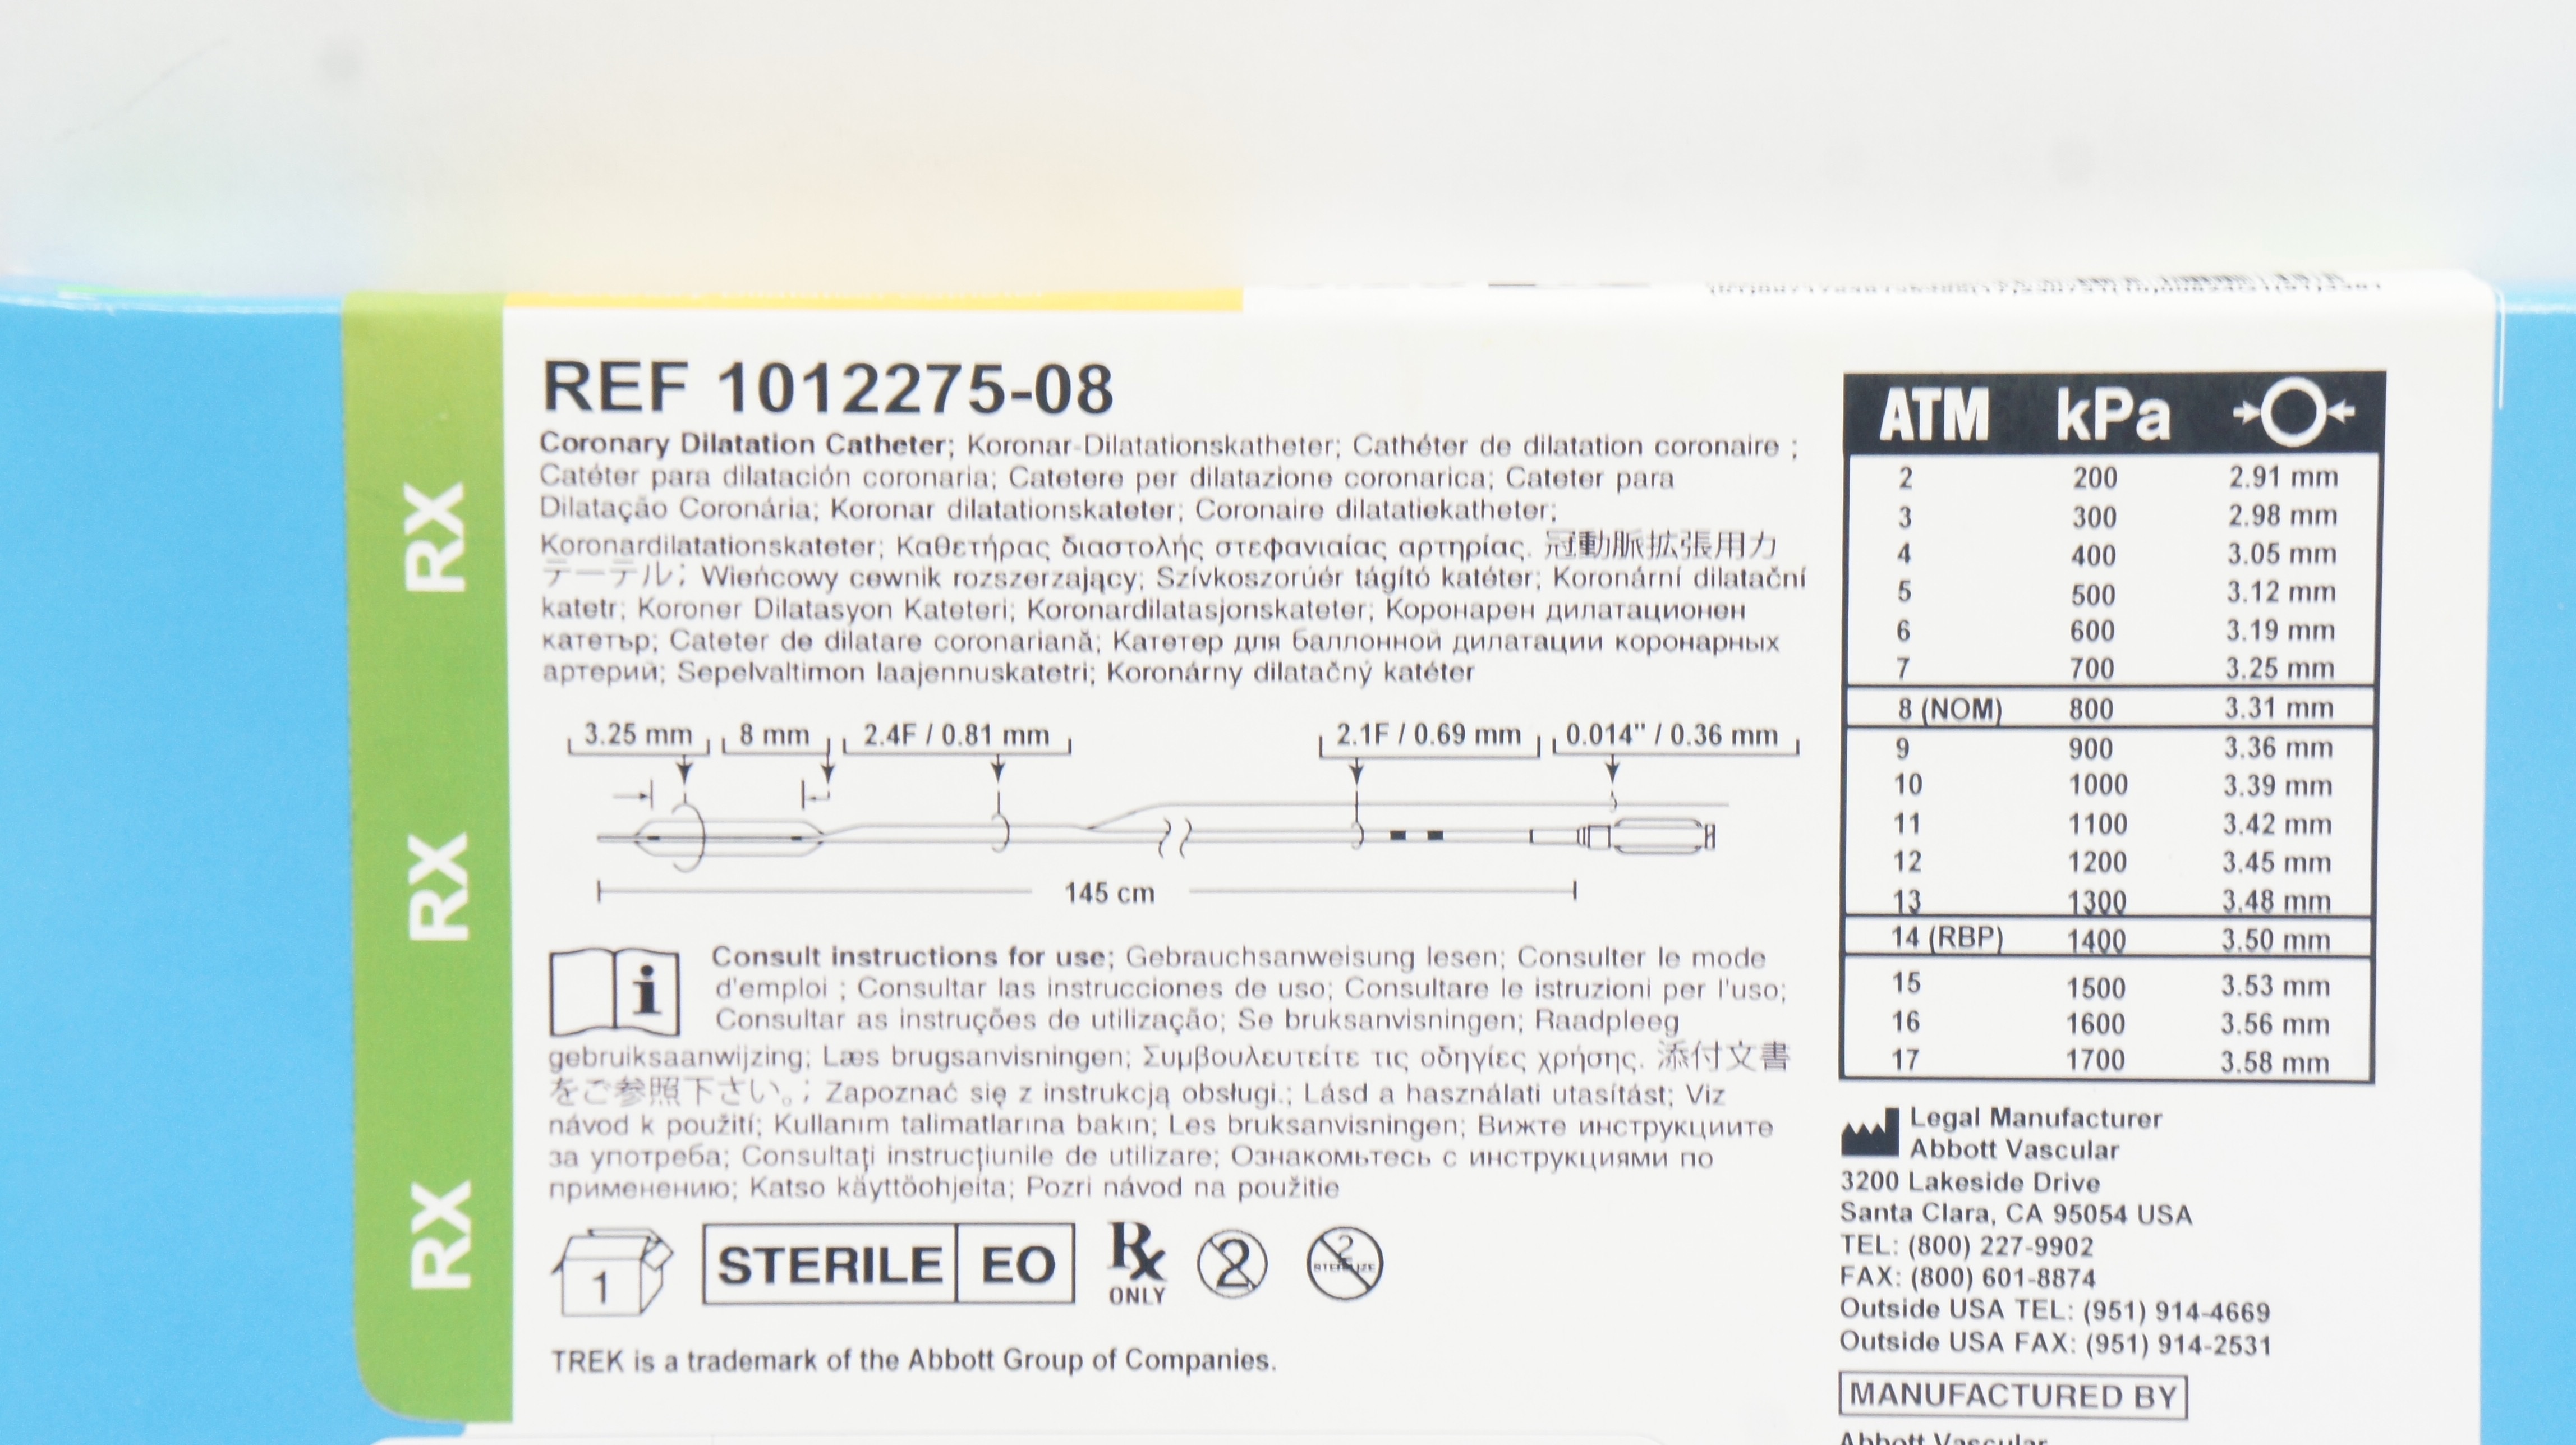 RX
RX
RX
REF 1012275-08
Coronary Dilatation Catheter; Koronar-Dilatationskatheter; Cathéter de dilatation coronaire ;
Catéter para dilatación coronaria; Catetere per dilatazione coronarica; Cateter para
Dilatação Coronária; Koronar dilatationskateter; Coronaire dilatatiekatheter;
Koronardilatationskateter; Καθετήρας διαστολής στεφανιαίας αρτηρίας. 冠動脈拡張用カ
テーテル; Wieńcowy cewnik rozszerzający; Szívkoszorúér tágító katéter; Koronární dilatační
katetr; Koroner Dilatasyon Kateteri; Koronardilatasjonskateter; Коронарен дилатационен
катетър; Cateter de dilatare coronariană; Катетер для баллонной дилатации коронарных
артерий; Sepelvaltimon laajennuskatetri; Koronárny dilatačný katéter
3.25 mm 8 mm 2.4F / 0.81 mm 2.1F / 0.69 mm 0.014" / 0.36 mm
145 cm
i Consult instructions for use; Gebrauchsanweisung lesen; Consulter le mode
d'emploi ; Consultar las instrucciones de uso; Consultare le istruzioni per l'uso;
Consultar as instruções de utilização; Se bruksanvisningen; Raadpleeg
gebruiksaanwijzing; Læs brugsanvisningen; Συμβουλευτείτε τις οδηγίες χρήσης. 添付文書
をご参照下さい。; Zapoznać się z instrukcją obsługi.; Lásd a használati utasítást; Viz
návod k použití; Kullanım talimatlarına bakın; Les bruksanvisningen; Вижте инструкциите
за употреба; Consultaţi instrucţiunile de utilizare; Ознакомьтесь с инструкциями по
применению; Katso käyttöohjeita; Pozri návod na použitie
1 STERILE EO Rx ONLY 2 2 STERILIZE
TREK is a trademark of the Abbott Group of Companies.
ATM kPa
2 200 2.91 mm
3 300 2.98 mm
4 400 3.05 mm
5 500 3.12 mm
6 600 3.19 mm
7 700 3.25 mm
8 (NOM) 800 3.31 mm
9 900 3.36 mm
10 1000 3.39 mm
11 1100 3.42 mm
12 1200 3.45 mm
13 1300 3.48 mm
14 (RBP) 1400 3.50 mm
15 1500 3.53 mm
16 1600 3.56 mm
17 1700 3.58 mm
Legal Manufacturer
Abbott Vascular
3200 Lakeside Drive
Santa Clara, CA 95054 USA
TEL: (800) 227-9902
FAX: (800) 601-8874
Outside USA TEL: (951) 914-4669
Outside USA FAX: (951) 914-2531
MANUFACTURED BY
Abbott Vascular